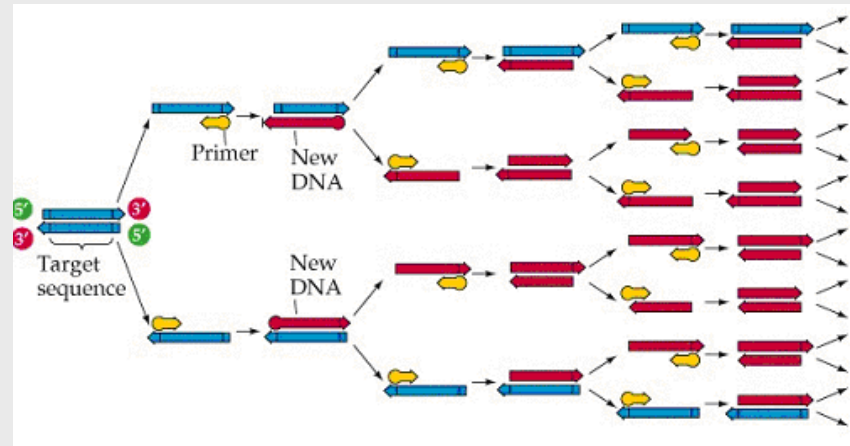 Primer
New
DNA
5' 3'
3' 5'
Target
sequence
New
DNA